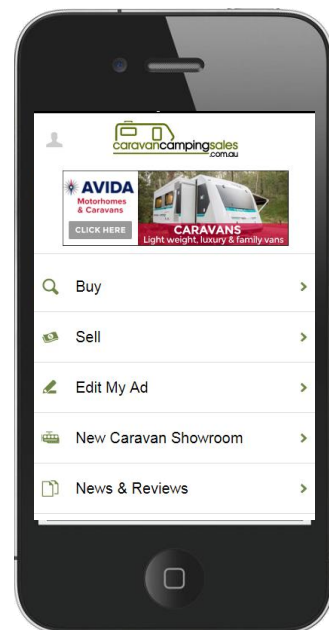 caravancampingsales
.com.au
AVIDA
Motorhomes
& Caravans
CLICK HERE
CARAVANS
Light weight, luxury & family vans
Buy
Sell
Edit My Ad
New Caravan Showroom
News & Reviews